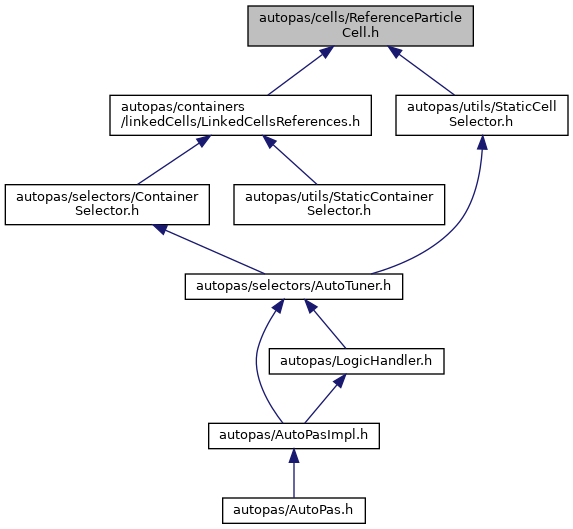 autopas/cells/ReferenceParticle
Cell.h
autopas/containers
/linkedCells/LinkedCellsReferences.h
autopas/utils/StaticCell
Selector.h
autopas/selectors/Container
Selector.h
autopas/utils/StaticContainer
Selector.h
autopas/selectors/AutoTuner.h
autopas/LogicHandler.h
autopas/AutoPasImpl.h
autopas/AutoPas.h